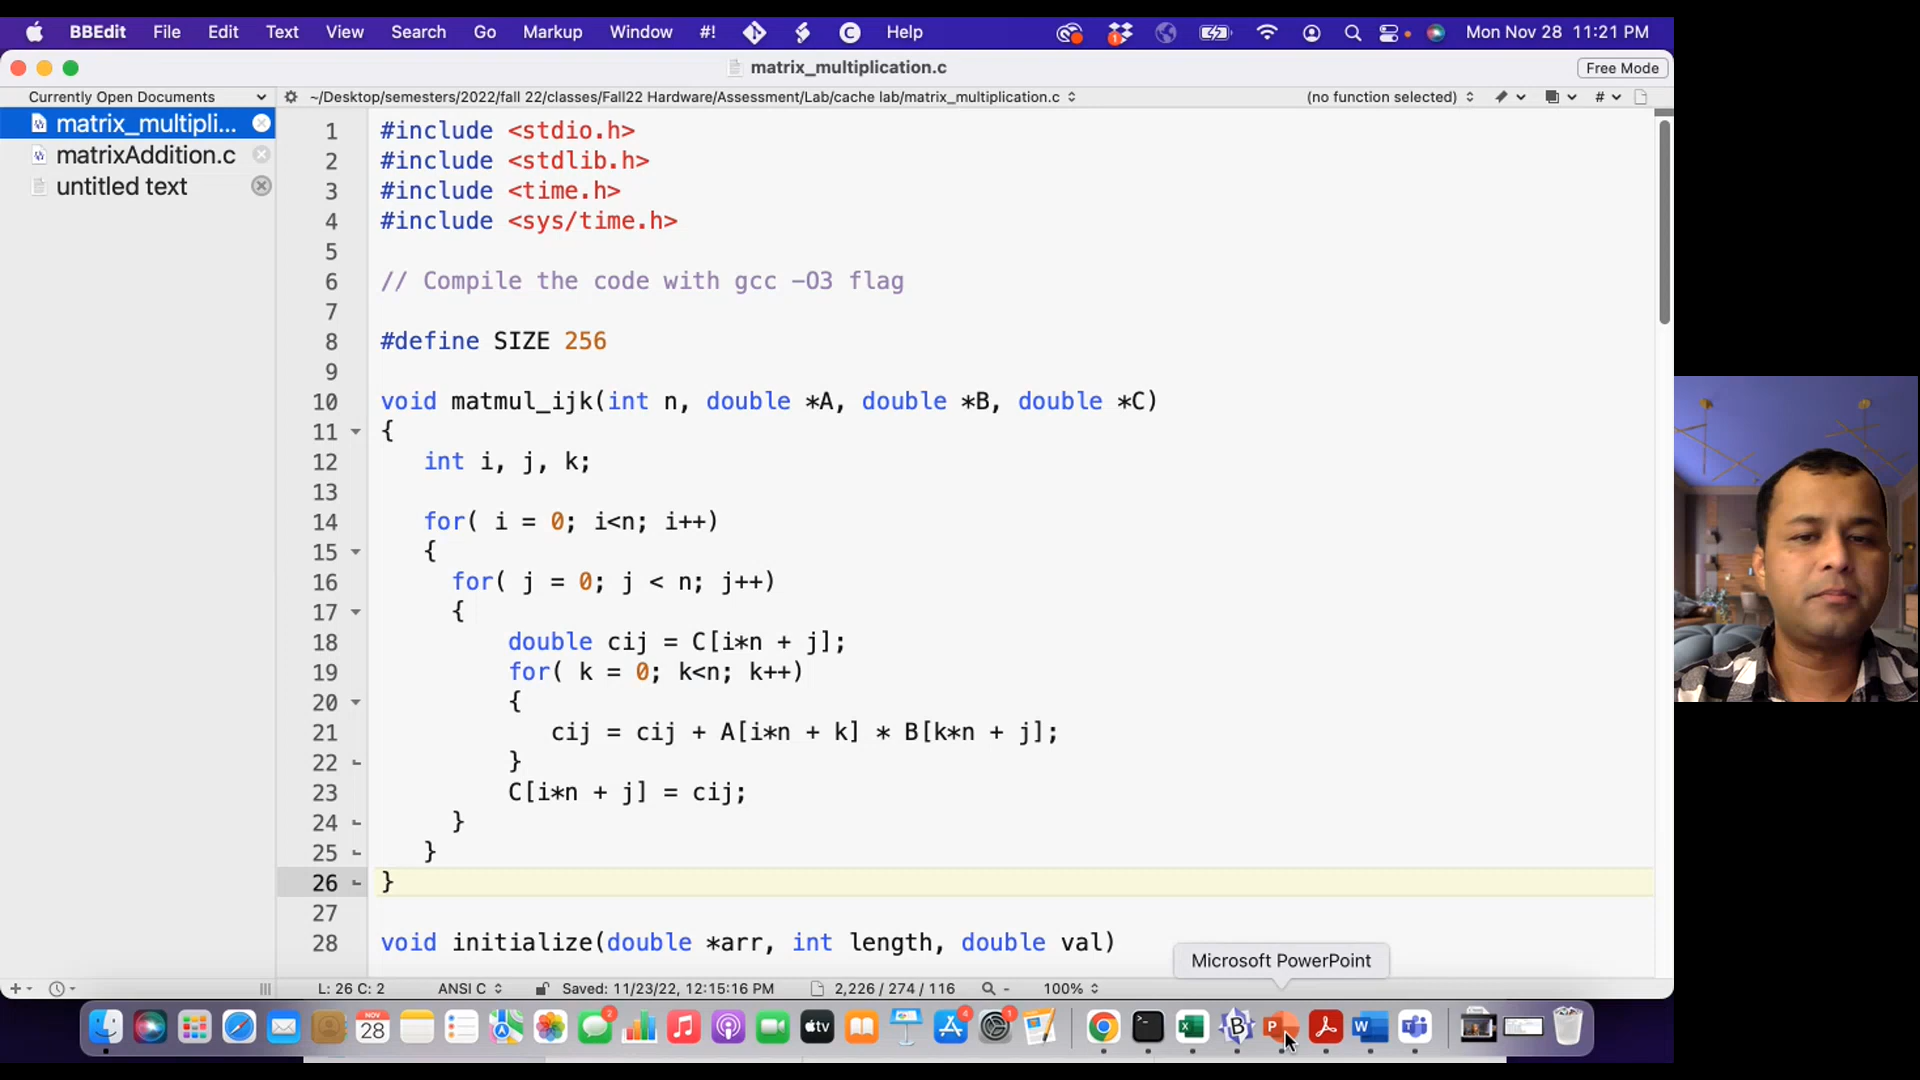 BBEdit File Edit Text View Search Go Markup Window #! Help Mon Nov 28 11:21 PM
matrix_multiplication.c
Free Mode
Currently Open Documents
~/Desktop/semesters/2022/fall 22/classes/Fall22 Hardware/Assessment/Lab/cache lab/matrix_multiplication.c
(no function selected)
#
matrix_multipli...
matrixAddition.c
untitled text
1 #include <stdio.h>
2 #include <stdlib.h>
3 #include <time.h>
4 #include <sys/time.h>
5
6 // Compile the code with gcc -O3 flag
7
8 #define SIZE 256
9
10 void matmul_ijk(int n, double *A, double *B, double *C)
11 {
12 int i, j, k;
13
14 for( i = 0; i<n; i++)
15 {
16 for( j = 0; j < n; j++)
17 {
18 double cij = C[i*n + j];
19 for( k = 0; k<n; k++)
20 {
21 cij = cij + A[i*n + k] * B[k*n + j];
22 }
23 C[i*n + j] = cij;
24 }
25 }
26 }
27
28 void initialize(double *arr, int length, double val)
Microsoft PowerPoint
L: 26 C: 2 ANSI C Saved: 11/23/22, 12:15:16 PM 2,226 / 274 / 116 100%
NOV
28
2
tv
4
1